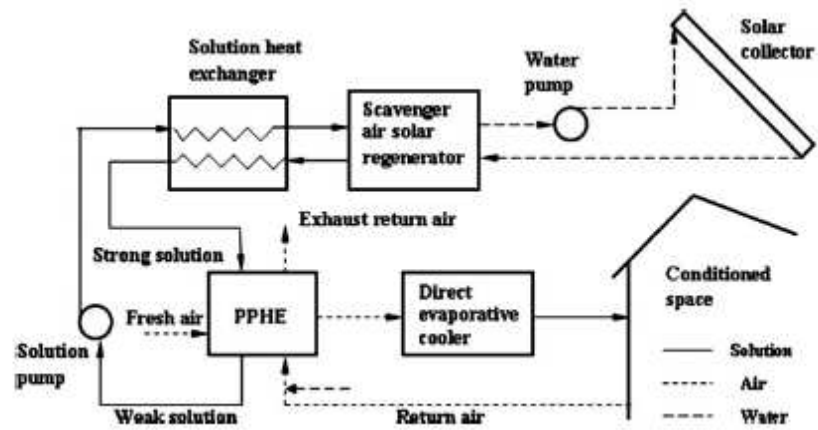 Solution heat
exchanger
Scavenger
air solar
regenerator
Water
pump
Solar
collector
Exhaust return air
Strong solution
Fresh air
PPHE
Direct
evaporative
cooler
Conditioned
space
Solution
pump
Weak solution
Return air
Solution
Air
Water